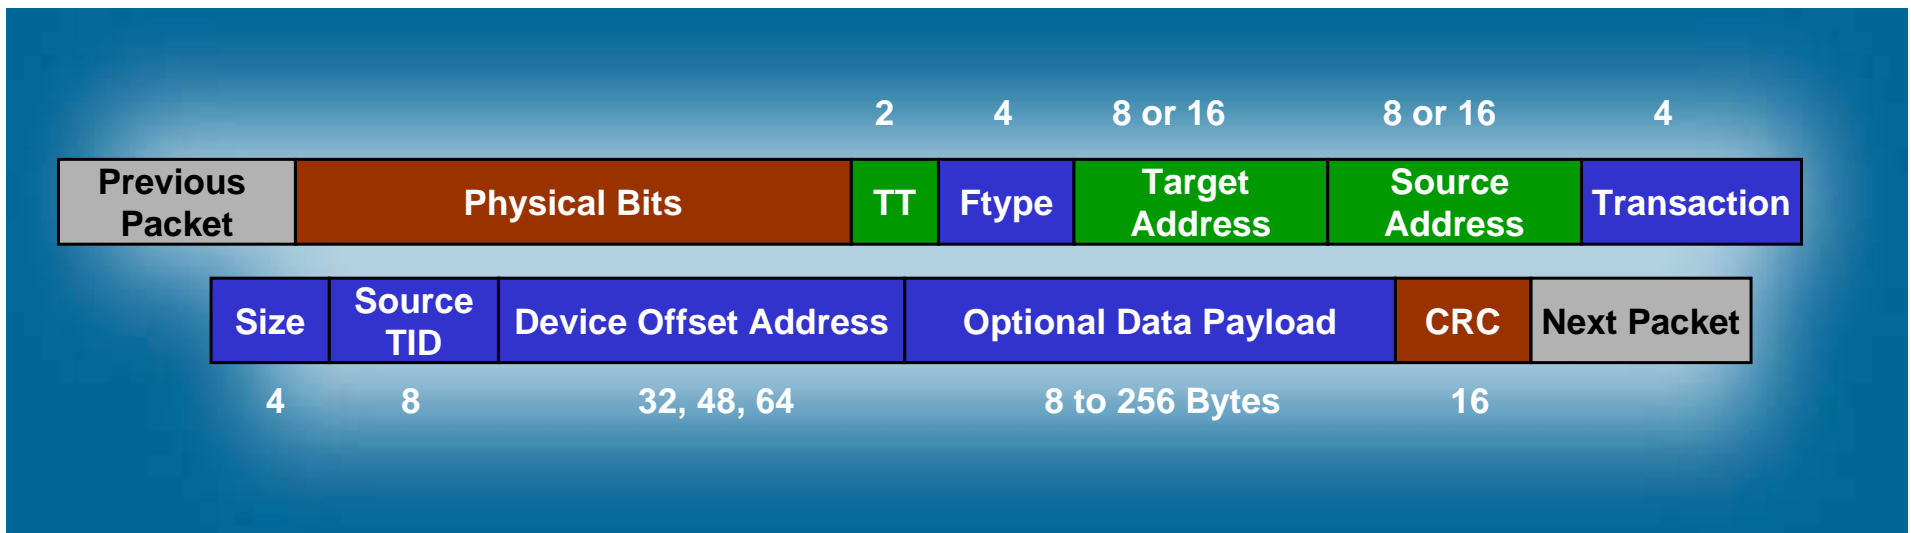 2 4 8 or 16 8 or 16 4
Previous Packet Physical Bits TT Ftype Target Address Source Address Transaction
Size Source TID Device Offset Address Optional Data Payload CRC Next Packet
4 8 32, 48, 64 8 to 256 Bytes 16